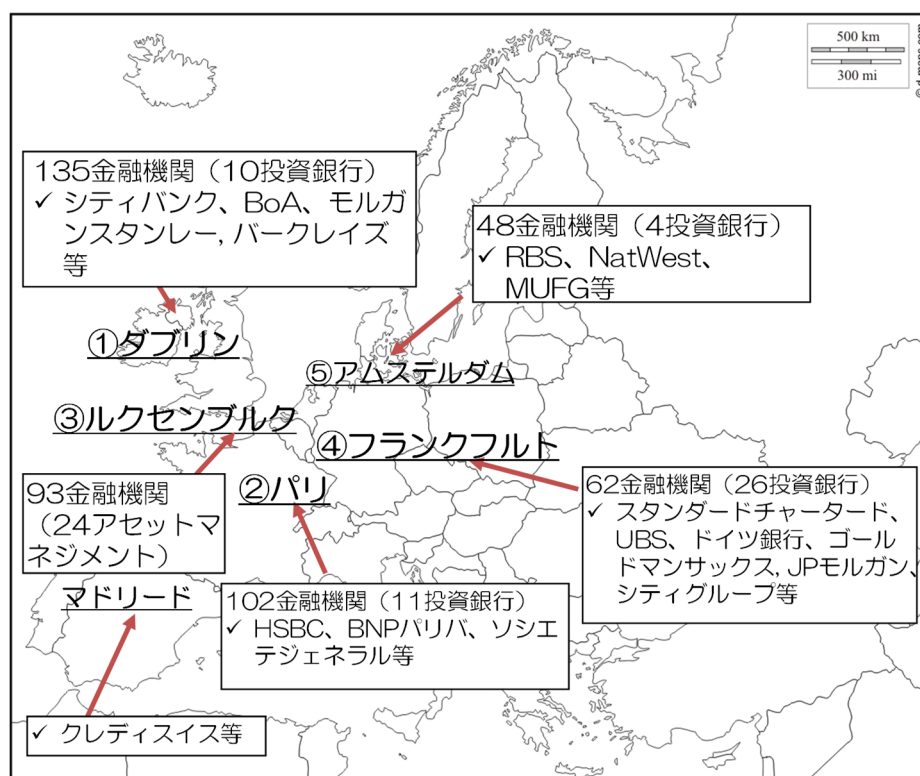 500 km
300 mi
© d-maps.com
135金融機関（10投資銀行）
✓ シティバンク、BoA、モルガ
ンスタンレー, バークレイズ
等
48金融機関（4投資銀行）
✓ RBS、NatWest、
MUFG等
①ダブリン
⑤アムステルダム
③ルクセンブルク
④フランクフルト
93金融機関
（24アセットマ
ネジメント）
②パリ
62金融機関（26投資銀行）
✓ スタンダードチャータード、
UBS、ドイツ銀行、ゴール
ドマンサックス, JPモルガン、
シティグループ等
マドリード
102金融機関（11投資銀行）
✓ HSBC、BNPパリバ、ソシエ
テジェネラル等
✓ クレディスイス等